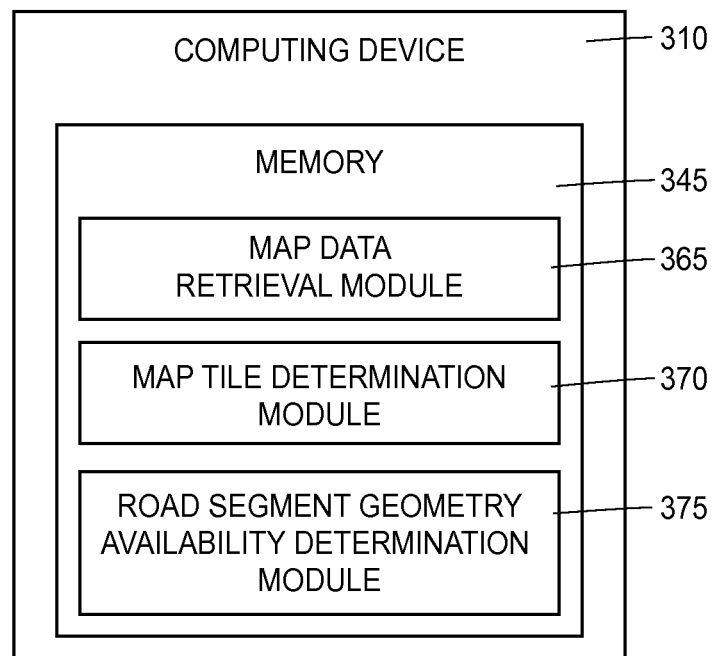 COMPUTING DEVICE
310
MEMORY
345
MAP DATA
RETRIEVAL MODULE
365
MAP TILE DETERMINATION
MODULE
370
ROAD SEGMENT GEOMETRY
AVAILABILITY DETERMINATION
MODULE
375